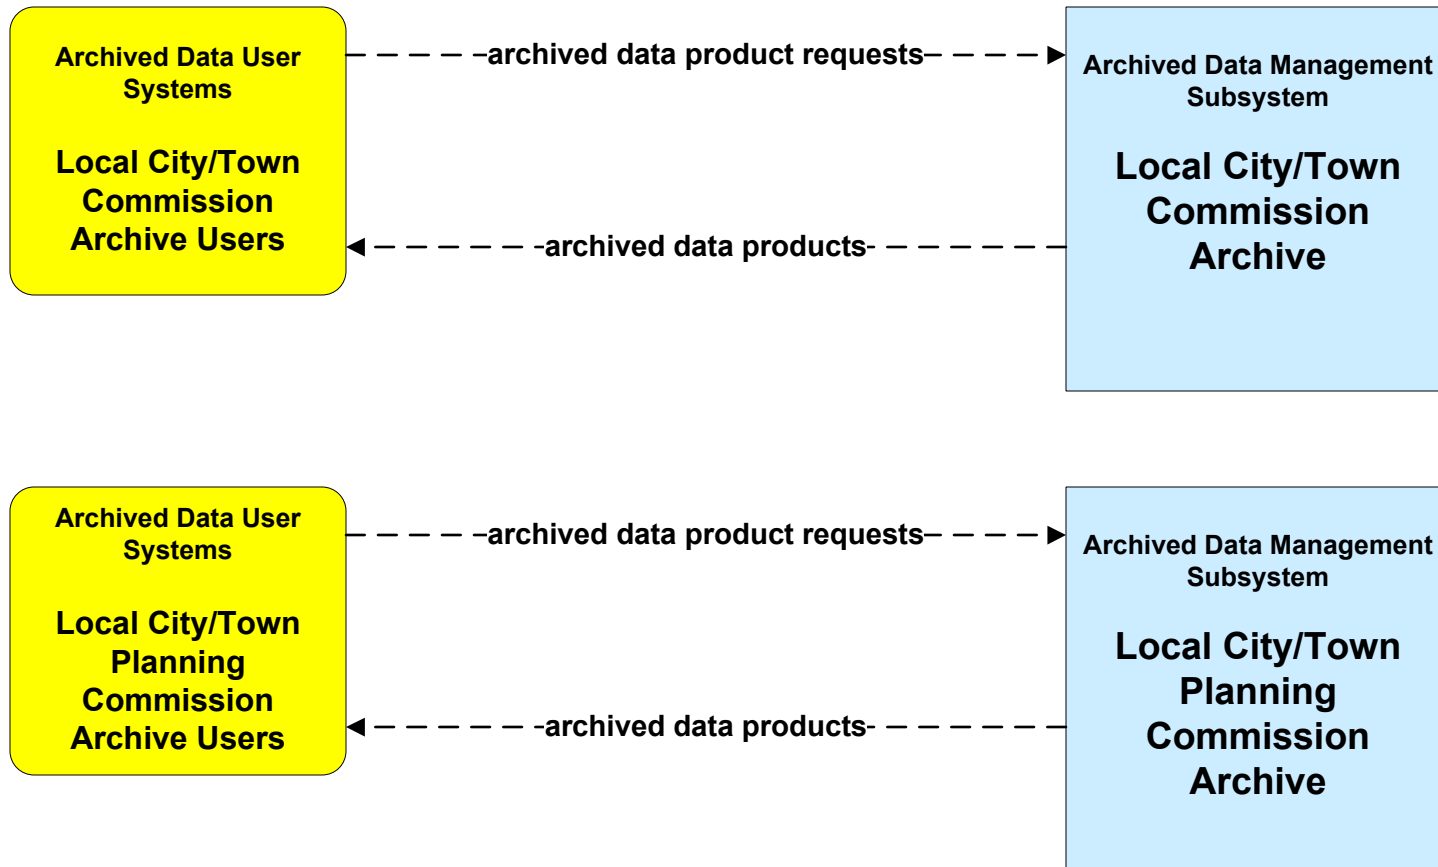 Archived Data User
Systems
Local City/Town
Commission
Archive Users
archived data product requests
archived data products
Archived Data Management
Subsystem
Local City/Town
Commission
Archive
Archived Data User
Systems
Local City/Town
Planning
Commission
Archive Users
archived data product requests
archived data products
Archived Data Management
Subsystem
Local City/Town
Planning
Commission
Archive